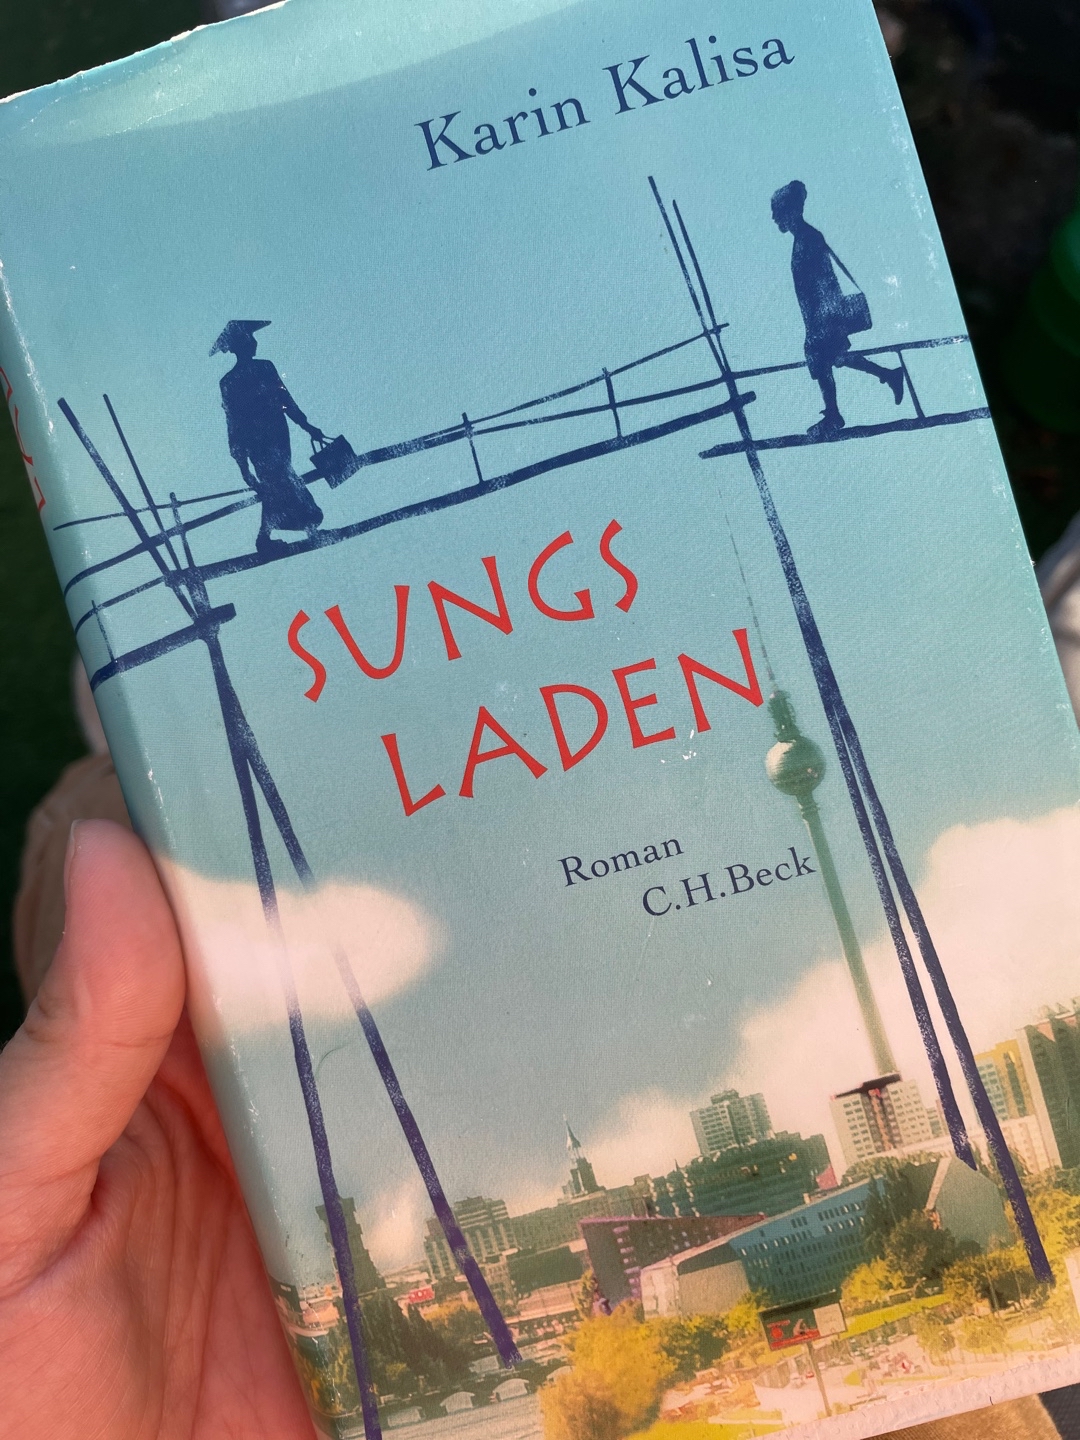 Karin Kalisa
SUNGS
LADEN
Roman
C.H.Beck